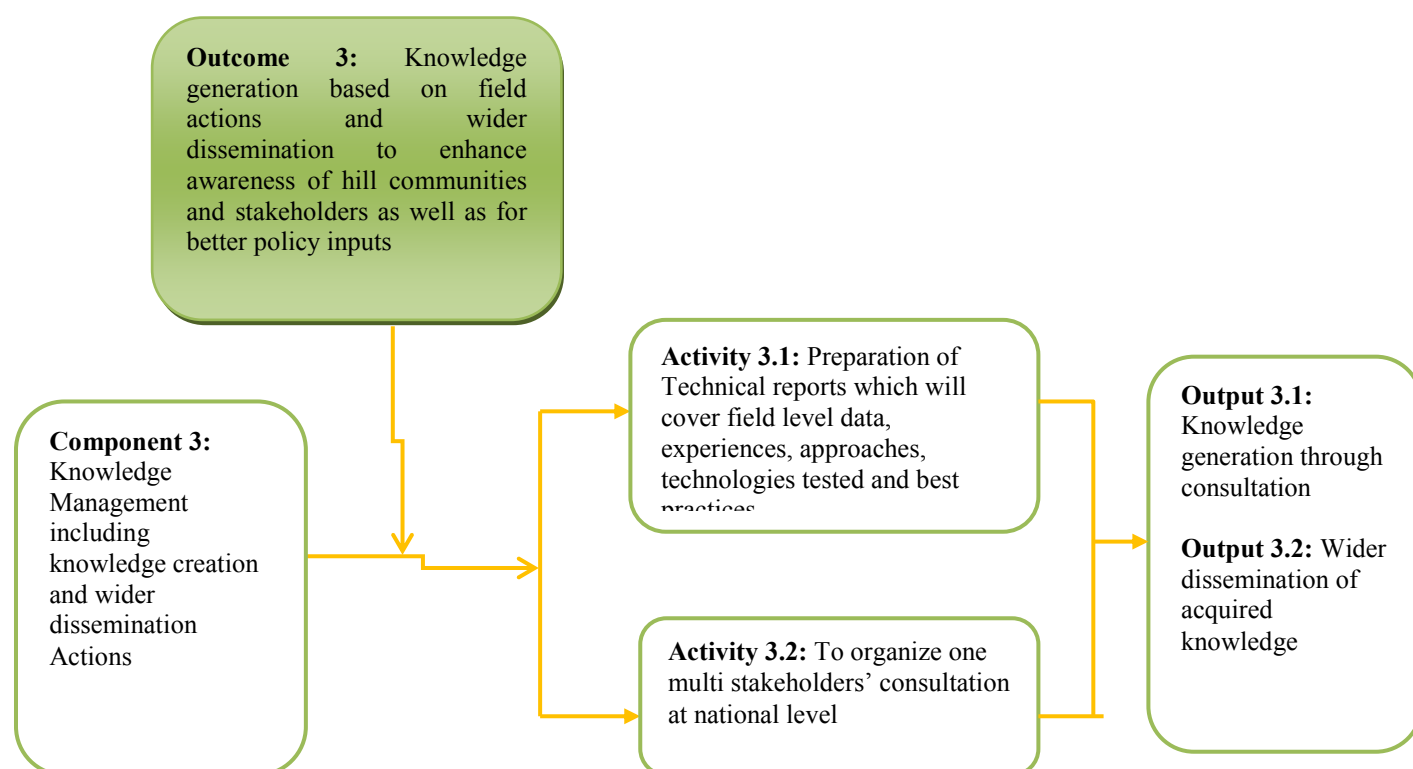 Outcome 3: Knowledge
generation based on field
actions and wider
dissemination to enhance
awareness of hill communities
and stakeholders as well as for
better policy inputs
Component 3:
Knowledge
Management
including
knowledge creation
and wider
dissemination
Actions
Activity 3.1: Preparation of
Technical reports which will
cover field level data,
experiences, approaches,
technologies tested and best
practices
Activity 3.2: To organize one
multi stakeholders’ consultation
at national level
Output 3.1:
Knowledge
generation through
consultation
Output 3.2: Wider
dissemination of
acquired
knowledge